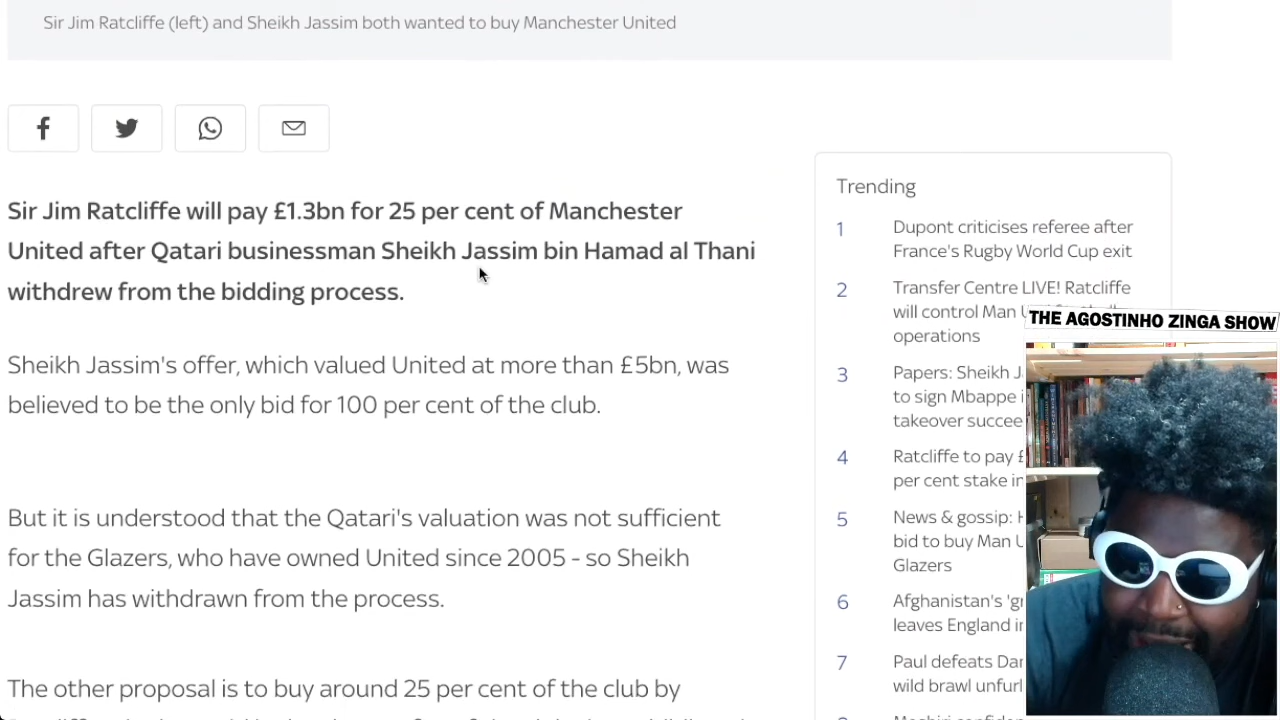 Sir Jim Ratcliffe (left) and Sheikh Jassim both wanted to buy Manchester United
Sir Jim Ratcliffe will pay £1.3bn for 25 per cent of Manchester
United after Qatari businessman Sheikh Jassim bin Hamad al Thani
withdrew from the bidding process.
Sheikh Jassim's offer, which valued United at more than £5bn, was
believed to be the only bid for 100 per cent of the club.
But it is understood that the Qatari's valuation was not sufficient
for the Glazers, who have owned United since 2005 - so Sheikh
Jassim has withdrawn from the process.
The other proposal is to buy around 25 per cent of the club by
Trending
1 Dupont criticises referee after
France's Rugby World Cup exit
2 Transfer Centre LIVE! Ratcliffe
will control Man
operations
3 Papers: Sheikh
to sign Mbappe
takeover
4 Ratcliffe to pay
per cent stake
5 News & gossip:
bid to buy Man
Glazers
6 Afghanistan's
leaves England
7 Paul defeats
wild brawl
THE AGOSTINHO ZINGA SHOW